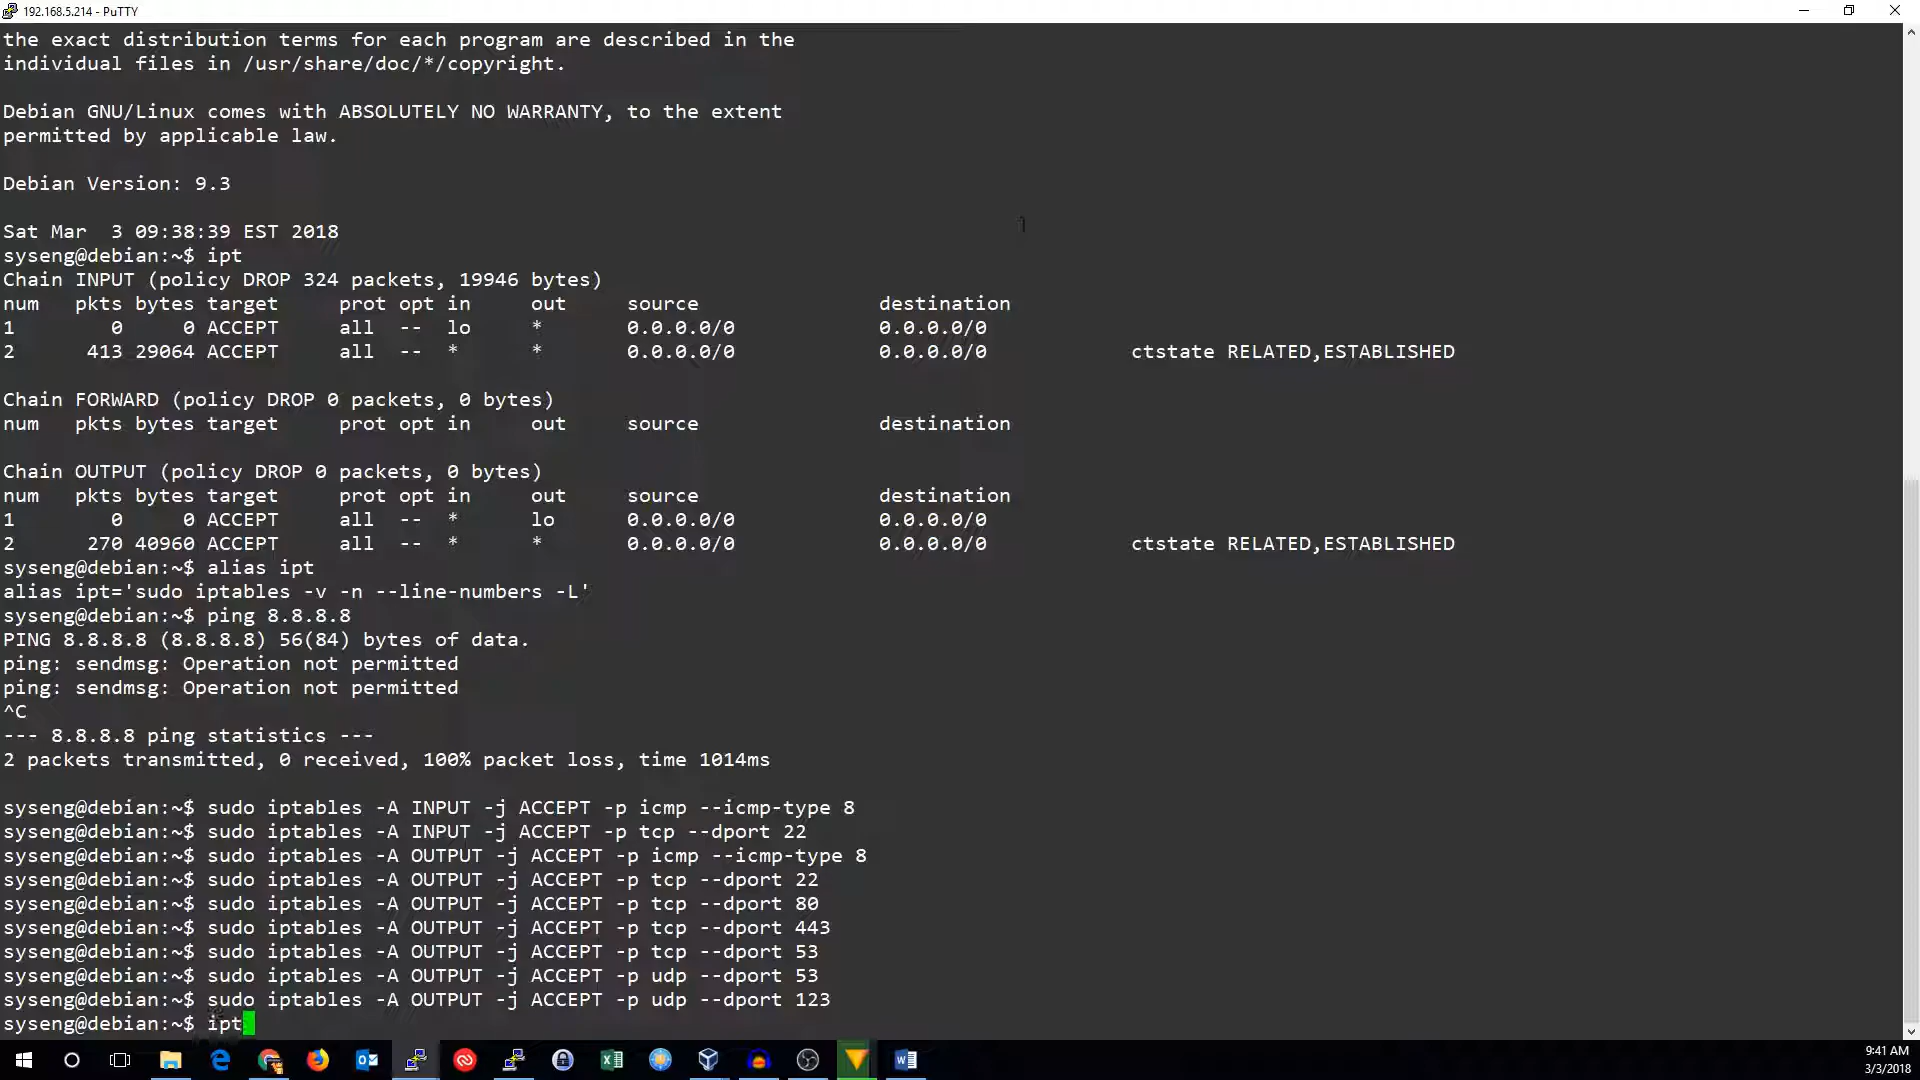 192.168.5.214 - PuTTY
the exact distribution terms for each program are described in the
individual files in /usr/share/doc/*/copyright.
Debian GNU/Linux comes with ABSOLUTELY NO WARRANTY, to the extent
permitted by applicable law.
Debian Version: 9.3
Sat Mar  3 09:38:39 EST 2018
syseng@debian:~$ ipt
Chain INPUT (policy DROP 324 packets, 19946 bytes)
num   pkts bytes target     prot opt in     out     source               destination
1        0     0 ACCEPT     all  --  lo     *       0.0.0.0/0            0.0.0.0/0
2      413 29064 ACCEPT     all  --  *      *       0.0.0.0/0            0.0.0.0/0            ctstate RELATED,ESTABLISHED
Chain FORWARD (policy DROP 0 packets, 0 bytes)
num   pkts bytes target     prot opt in     out     source               destination
Chain OUTPUT (policy DROP 0 packets, 0 bytes)
num   pkts bytes target     prot opt in     out     source               destination
1        0     0 ACCEPT     all  --  *      lo      0.0.0.0/0            0.0.0.0/0
2      270 40960 ACCEPT     all  --  *      *       0.0.0.0/0            0.0.0.0/0            ctstate RELATED,ESTABLISHED
syseng@debian:~$ alias ipt
alias ipt='sudo iptables -v -n --line-numbers -L'
syseng@debian:~$ ping 8.8.8.8
PING 8.8.8.8 (8.8.8.8) 56(84) bytes of data.
ping: sendmsg: Operation not permitted
ping: sendmsg: Operation not permitted
^C
--- 8.8.8.8 ping statistics ---
2 packets transmitted, 0 received, 100% packet loss, time 1014ms
syseng@debian:~$ sudo iptables -A INPUT -j ACCEPT -p icmp --icmp-type 8
syseng@debian:~$ sudo iptables -A INPUT -j ACCEPT -p tcp --dport 22
syseng@debian:~$ sudo iptables -A OUTPUT -j ACCEPT -p icmp --icmp-type 8
syseng@debian:~$ sudo iptables -A OUTPUT -j ACCEPT -p tcp --dport 22
syseng@debian:~$ sudo iptables -A OUTPUT -j ACCEPT -p tcp --dport 80
syseng@debian:~$ sudo iptables -A OUTPUT -j ACCEPT -p tcp --dport 443
syseng@debian:~$ sudo iptables -A OUTPUT -j ACCEPT -p tcp --dport 53
syseng@debian:~$ sudo iptables -A OUTPUT -j ACCEPT -p udp --dport 53
syseng@debian:~$ sudo iptables -A OUTPUT -j ACCEPT -p udp --dport 123
syseng@debian:~$ ipt
9:41 AM
3/3/2018